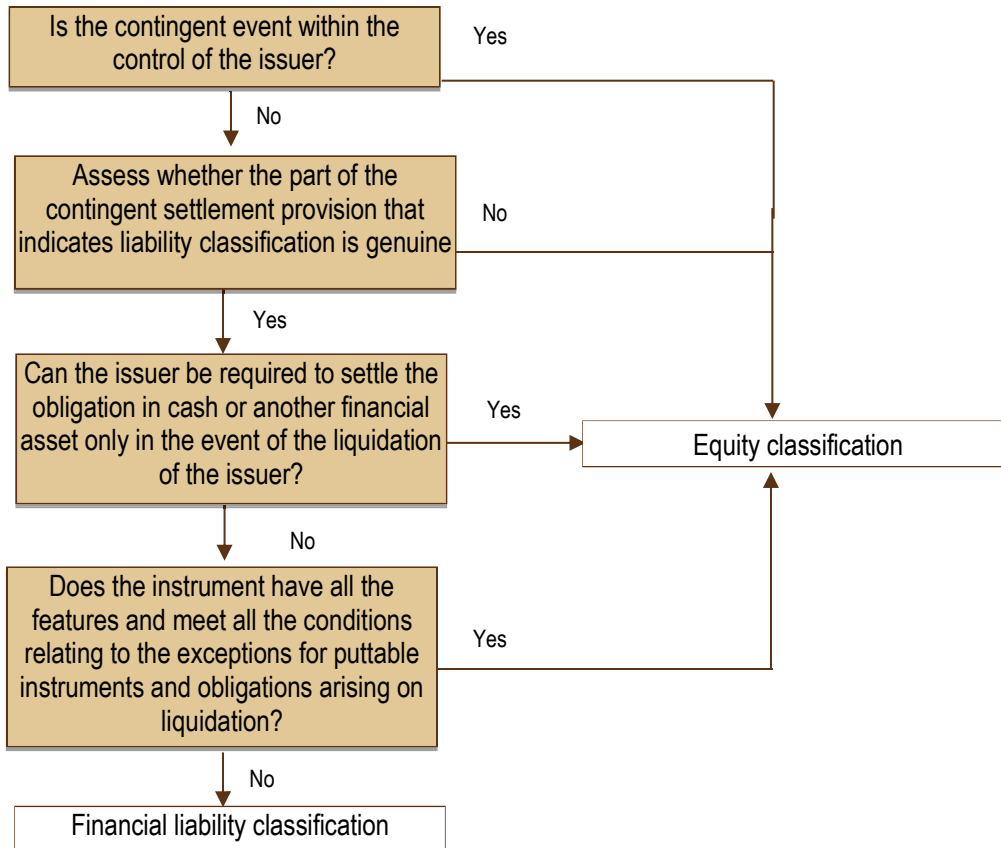 Is the contingent event within the
control of the issuer?
Yes
No
Assess whether the part of the
contingent settlement provision that
indicates liability classification is genuine
No
Yes
Can the issuer be required to settle the
obligation in cash or another financial
asset only in the event of the liquidation
of the issuer?
Yes
Equity classification
No
Does the instrument have all the
features and meet all the conditions
relating to the exceptions for puttable
instruments and obligations arising on
liquidation?
Yes
No
Financial liability classification